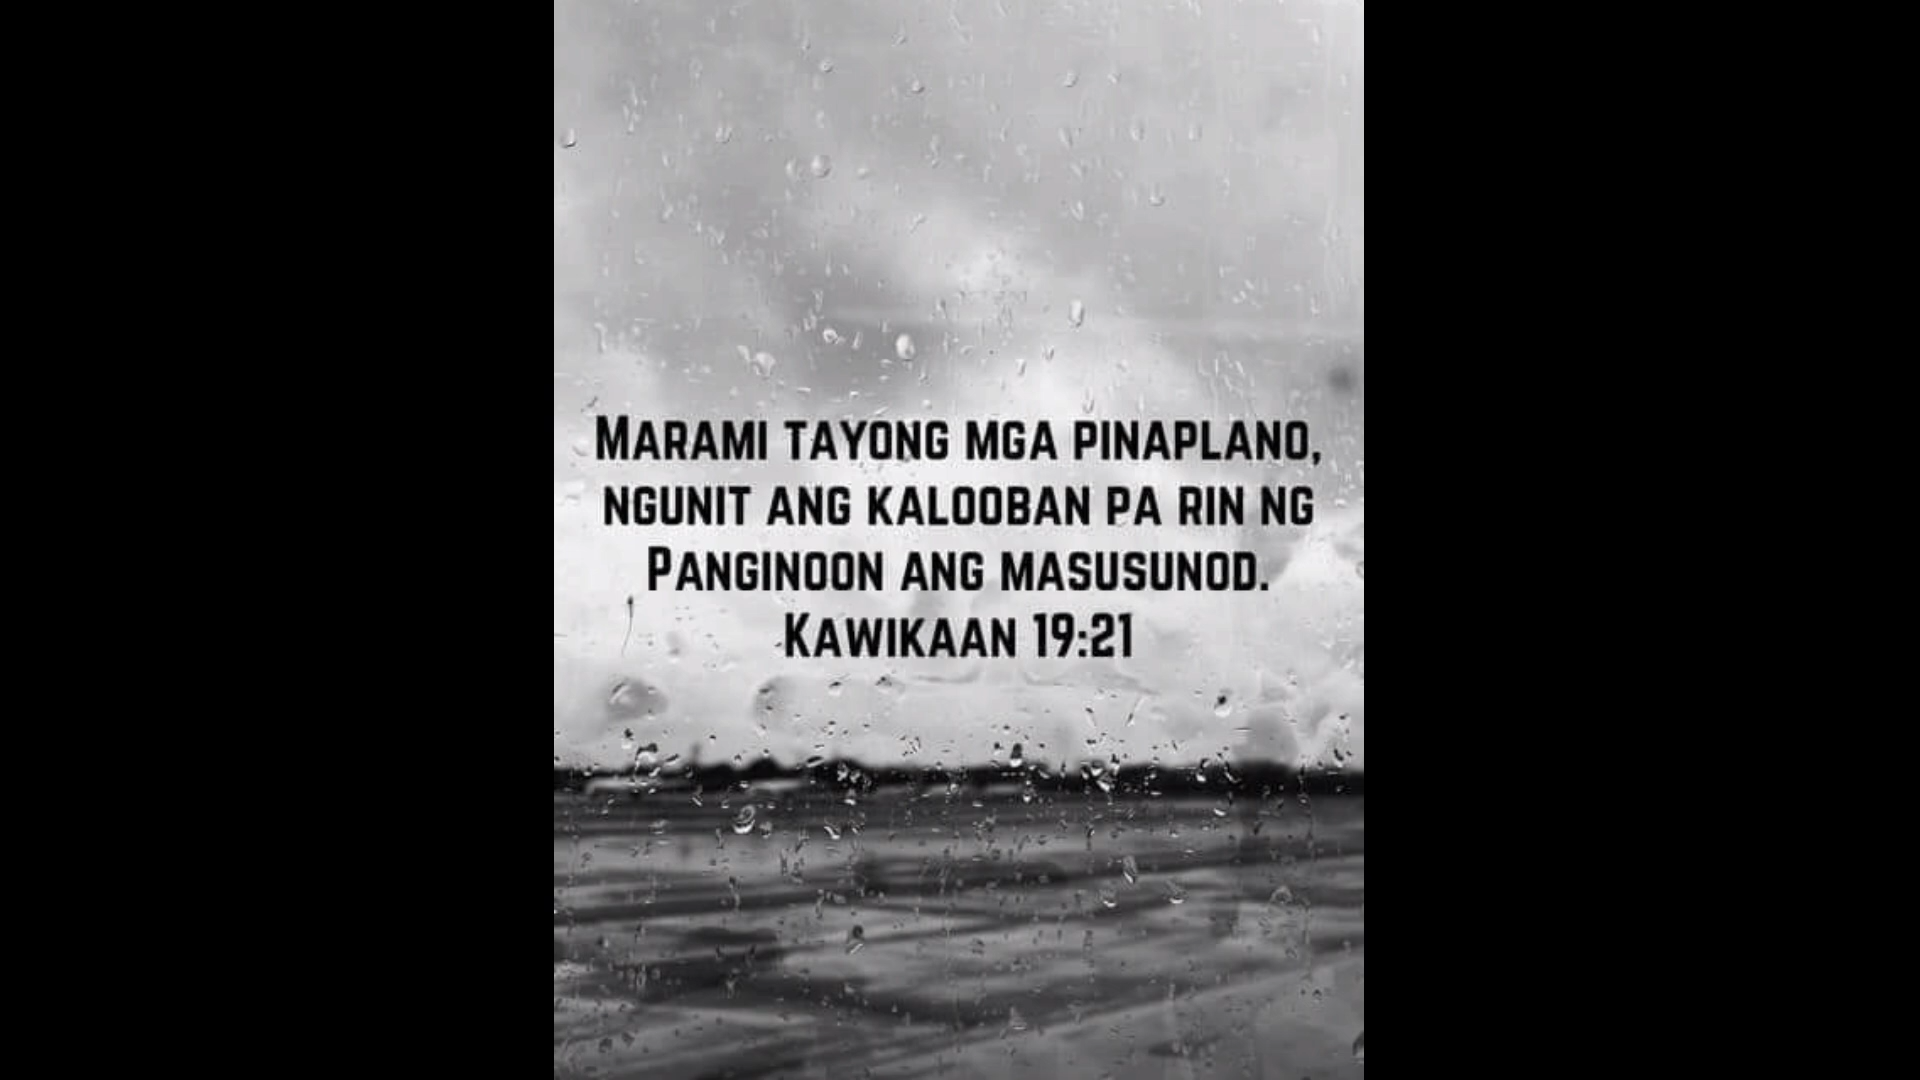 Marami tayong mga pinaplano,
ngunit ang kalooban pa rin ng
Panginoon ang masusunod.
Kawikaan 19:21